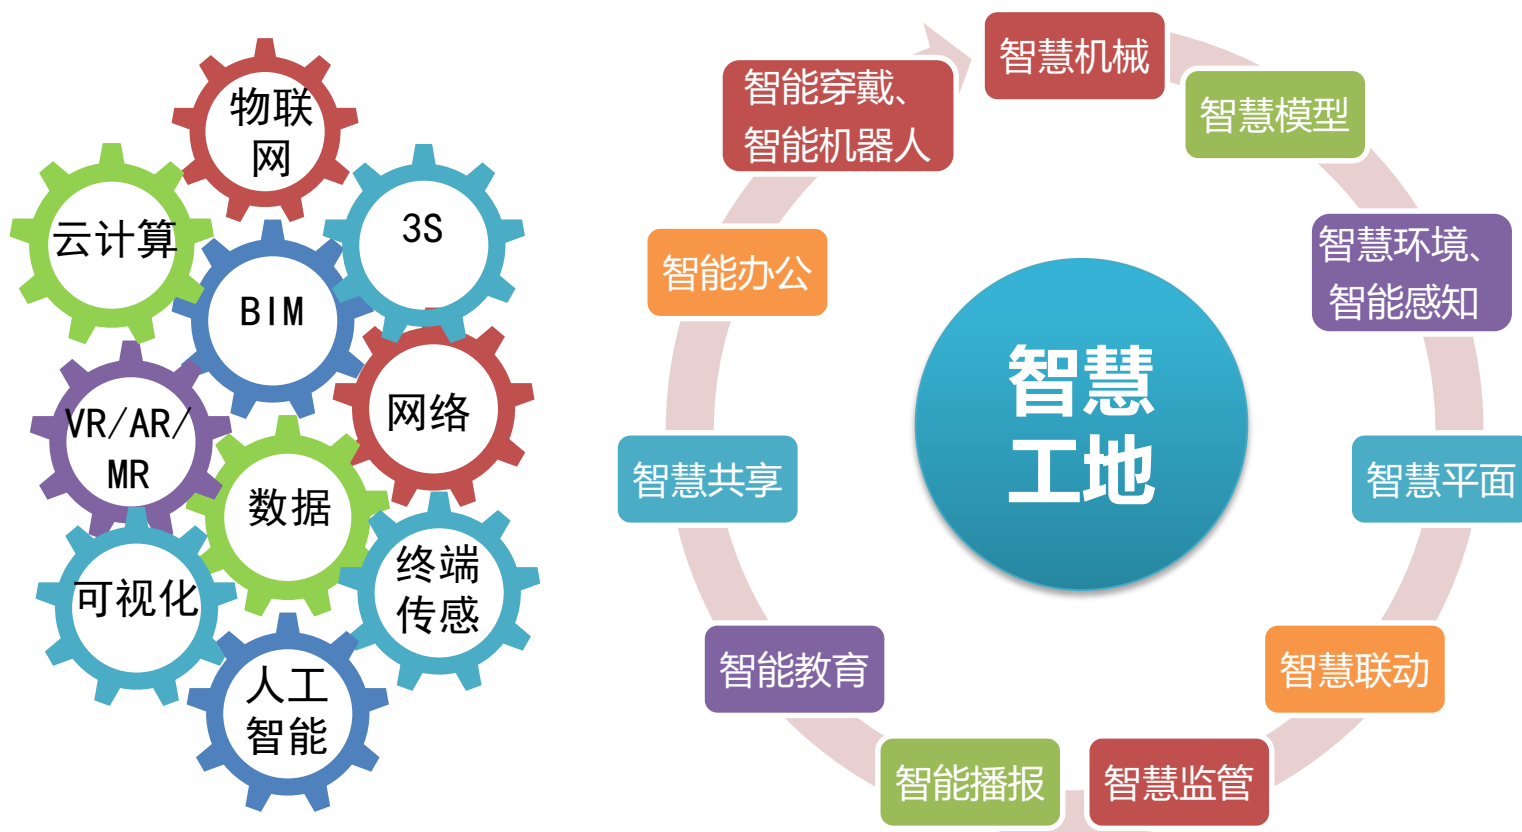 物联
网
云计算
3S
BIM
网络
VR/AR/
MR
数据
终端
传感
可视化
人工
智能
智慧
工地
智慧机械
智慧模型
智慧环境、
智能感知
智慧平面
智慧联动
智慧监管
智能播报
智能教育
智慧共享
智能办公
智能穿戴、
智能机器人